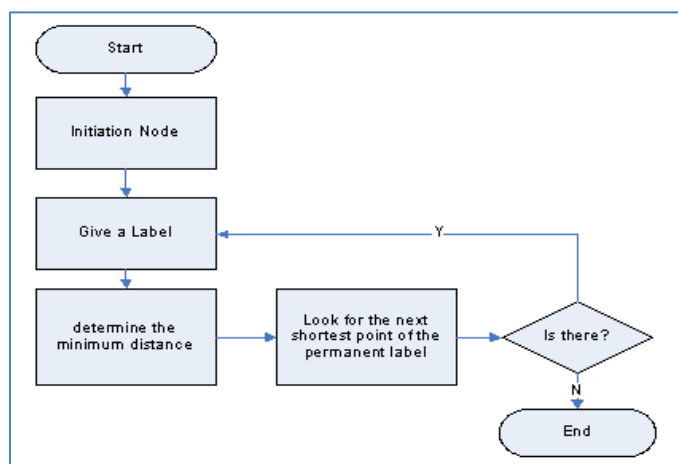 Start
Initiation Node
Give a Label
Y
determine the
minimum distance
Look for the next
shortest point of the
permanent label
Is there?
N
End